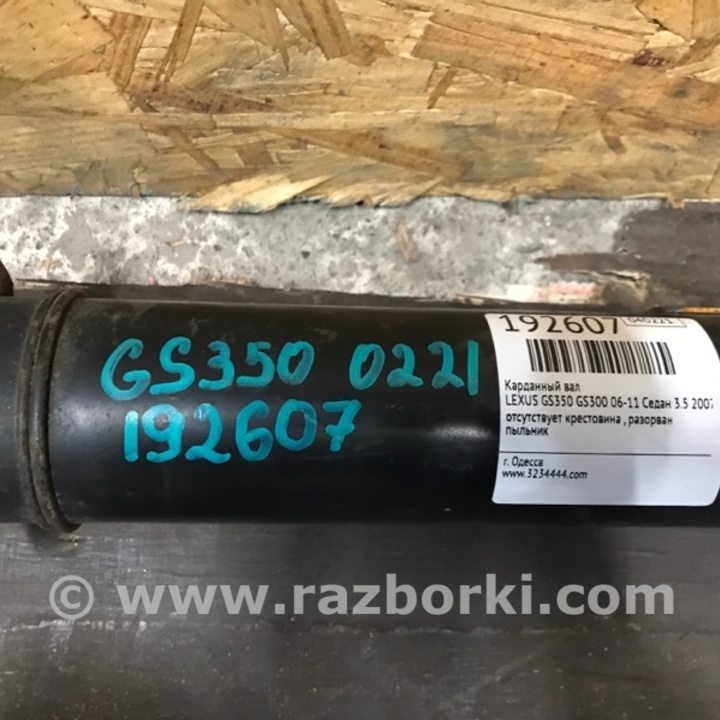 192607 040221
Карданный вал
LEXUS GS350 GS300 06-11 Седан 3.5 2007
отсутствует крестовина , разорван
пыльник
г. Одесса
www.3234444.com
GS350 0221
192607
© www.razborki.com